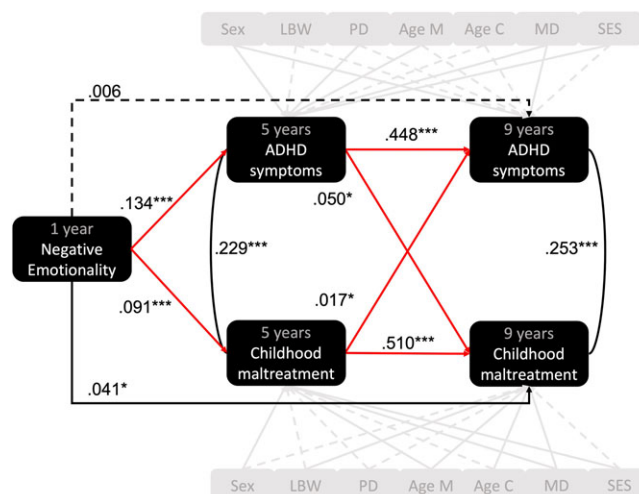 Sex LBW PD Age M Age C MD SES
.006
5 years
ADHD
symptoms
.448***
9 years
ADHD
symptoms
.134***
.050*
1 year
Negative
Emotionality
.229***
.253***
.091***
.017*
5 years
Childhood
maltreatment
.510***
9 years
Childhood
maltreatment
.041*
Sex LBW PD Age M Age C MD SES